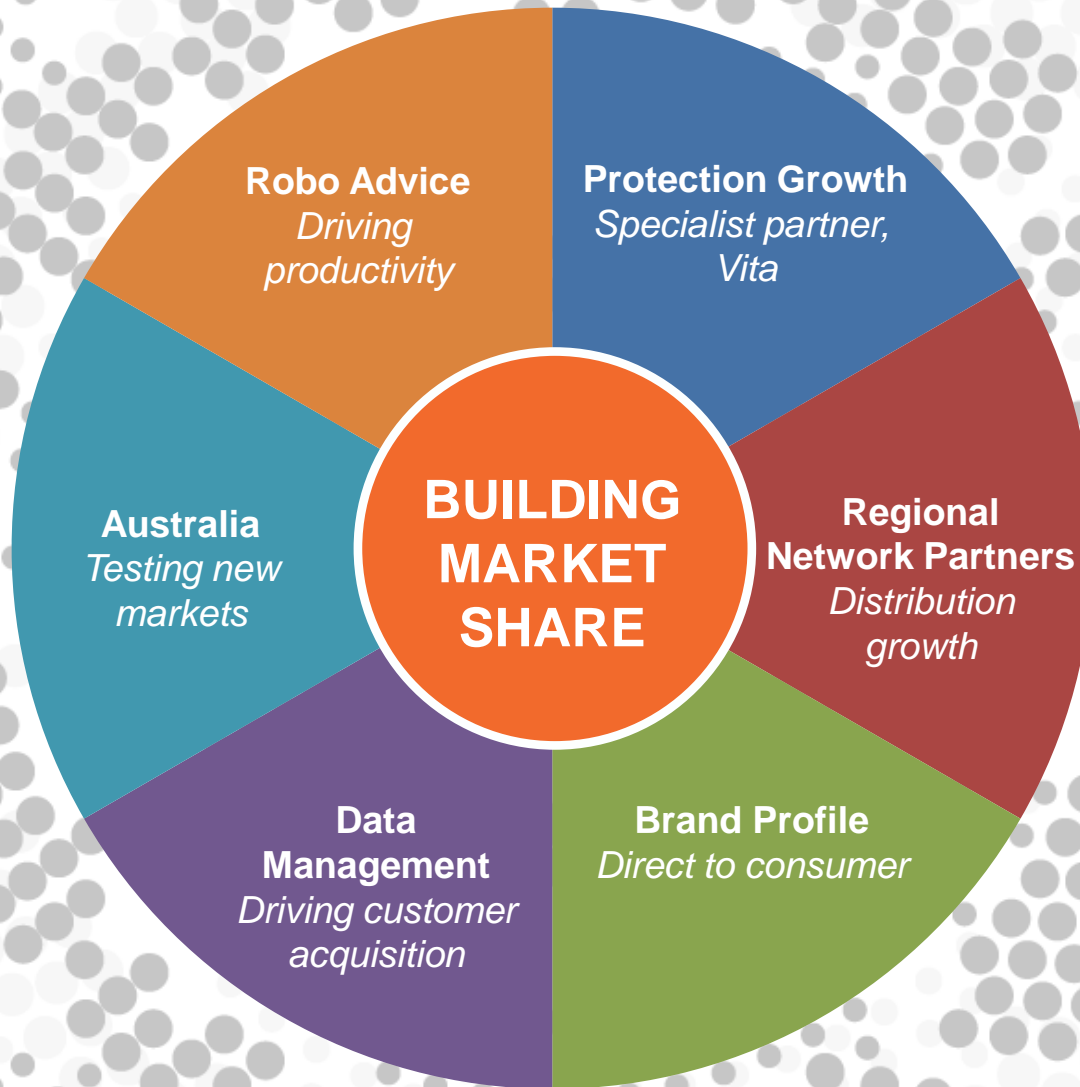 Robo Advice
Driving
productivity
Protection Growth
Specialist partner,
Vita
Australia
Testing new
markets
BUILDING
MARKET
SHARE
Regional
Network Partners
Distribution
growth
Data
Management
Driving customer
acquisition
Brand Profile
Direct to consumer